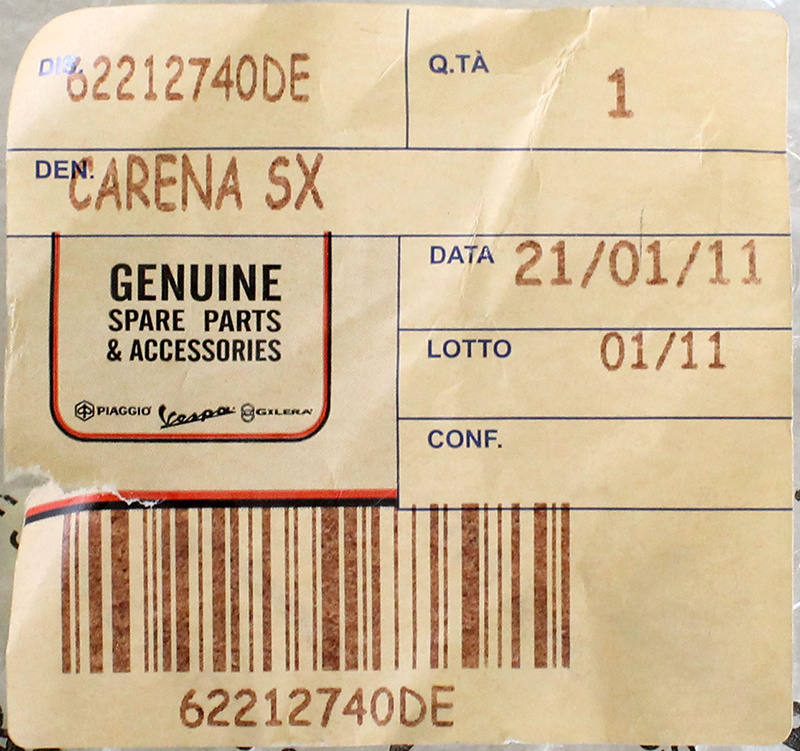 DIS. 62212740DE
Q.TÀ 1
DEN. CARENA SX
GENUINE
SPARE PARTS
& ACCESSORIES
PIAGGIO Vespa GILERA
DATA 21/01/11
LOTTO 01/11
CONF.
62212740DE